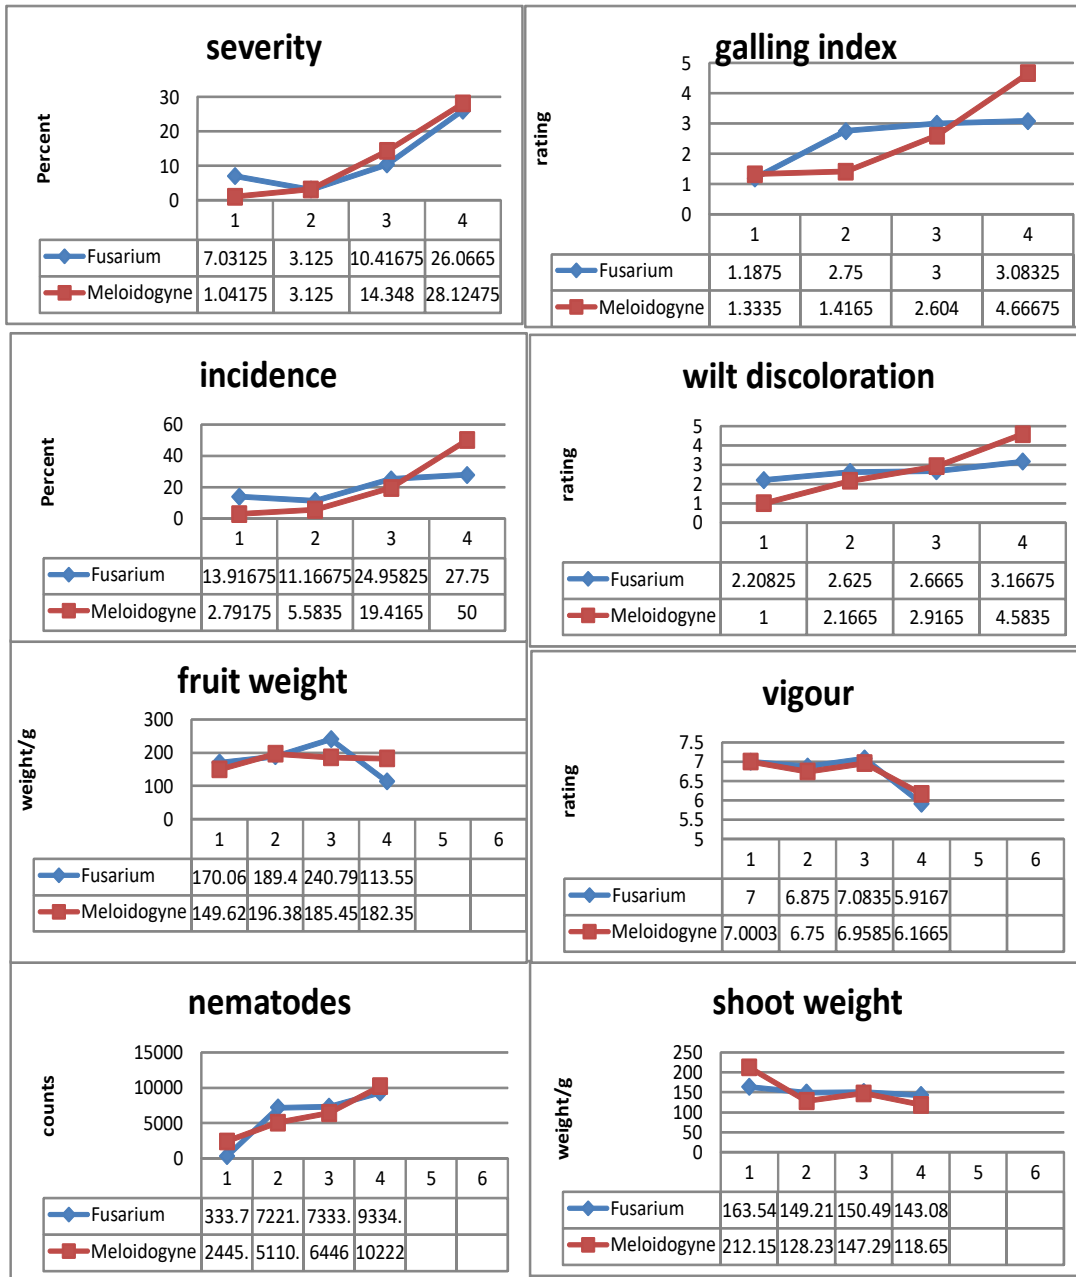 severity
Percent
30
20
10
0
1 2 3 4
Fusarium 7.03125 3.125 10.41675 26.0665
Meloidogyne 1.04175 3.125 14.348 28.12475
galling index
rating
5
4
3
2
1
0
1 2 3 4
Fusarium 1.1875 2.75 3 3.08325
Meloidogyne 1.3335 1.4165 2.604 4.66675
incidence
Percent
60
40
20
0
1 2 3 4
Fusarium 13.91675 11.16675 24.95825 27.75
Meloidogyne 2.79175 5.5835 19.4165 50
wilt discoloration
rating
5
4
3
2
1
0
1 2 3 4
Fusarium 2.20825 2.625 2.6665 3.16675
Meloidogyne 1 2.1665 2.9165 4.5835
fruit weight
weight/g
300
200
100
0
1 2 3 4 5 6
Fusarium 170.06 189.4 240.79 113.55
Meloidogyne 149.62 196.38 185.45 182.35
vigour
rating
7.5
7
6.5
6
5.5
5
1 2 3 4 5 6
Fusarium 7 6.875 7.0835 5.9167
Meloidogyne 7.0003 6.75 6.9585 6.1665
nematodes
counts
15000
10000
5000
0
1 2 3 4 5 6
Fusarium 333.7 7221. 7333. 9334.
Meloidogyne 2445. 5110. 6446 10222
shoot weight
weight/g
250
200
150
100
50
0
1 2 3 4 5 6
Fusarium 163.54 149.21 150.49 143.08
Meloidogyne 212.15 128.23 147.29 118.65